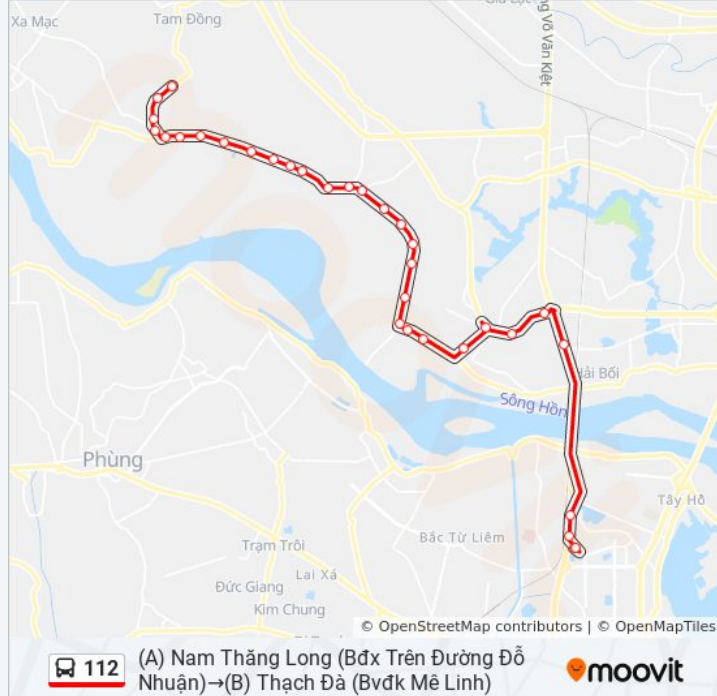 Xa Mạc
Tam Đồng
Võ Văn Kiệt
Hải Bối
Sông Hồn
Phùng
Tây Hồ
Bắc Từ Liêm
Trạm Trôi
Lai Xá
Đức Giang
Kim Chung
© OpenStreetMap contributors | © OpenMapTiles
112
(A) Nam Thăng Long (Bđx Trên Đường Đỗ
Nhuận)→(B) Thạch Đà (Bvđk Mê Linh)
moovit